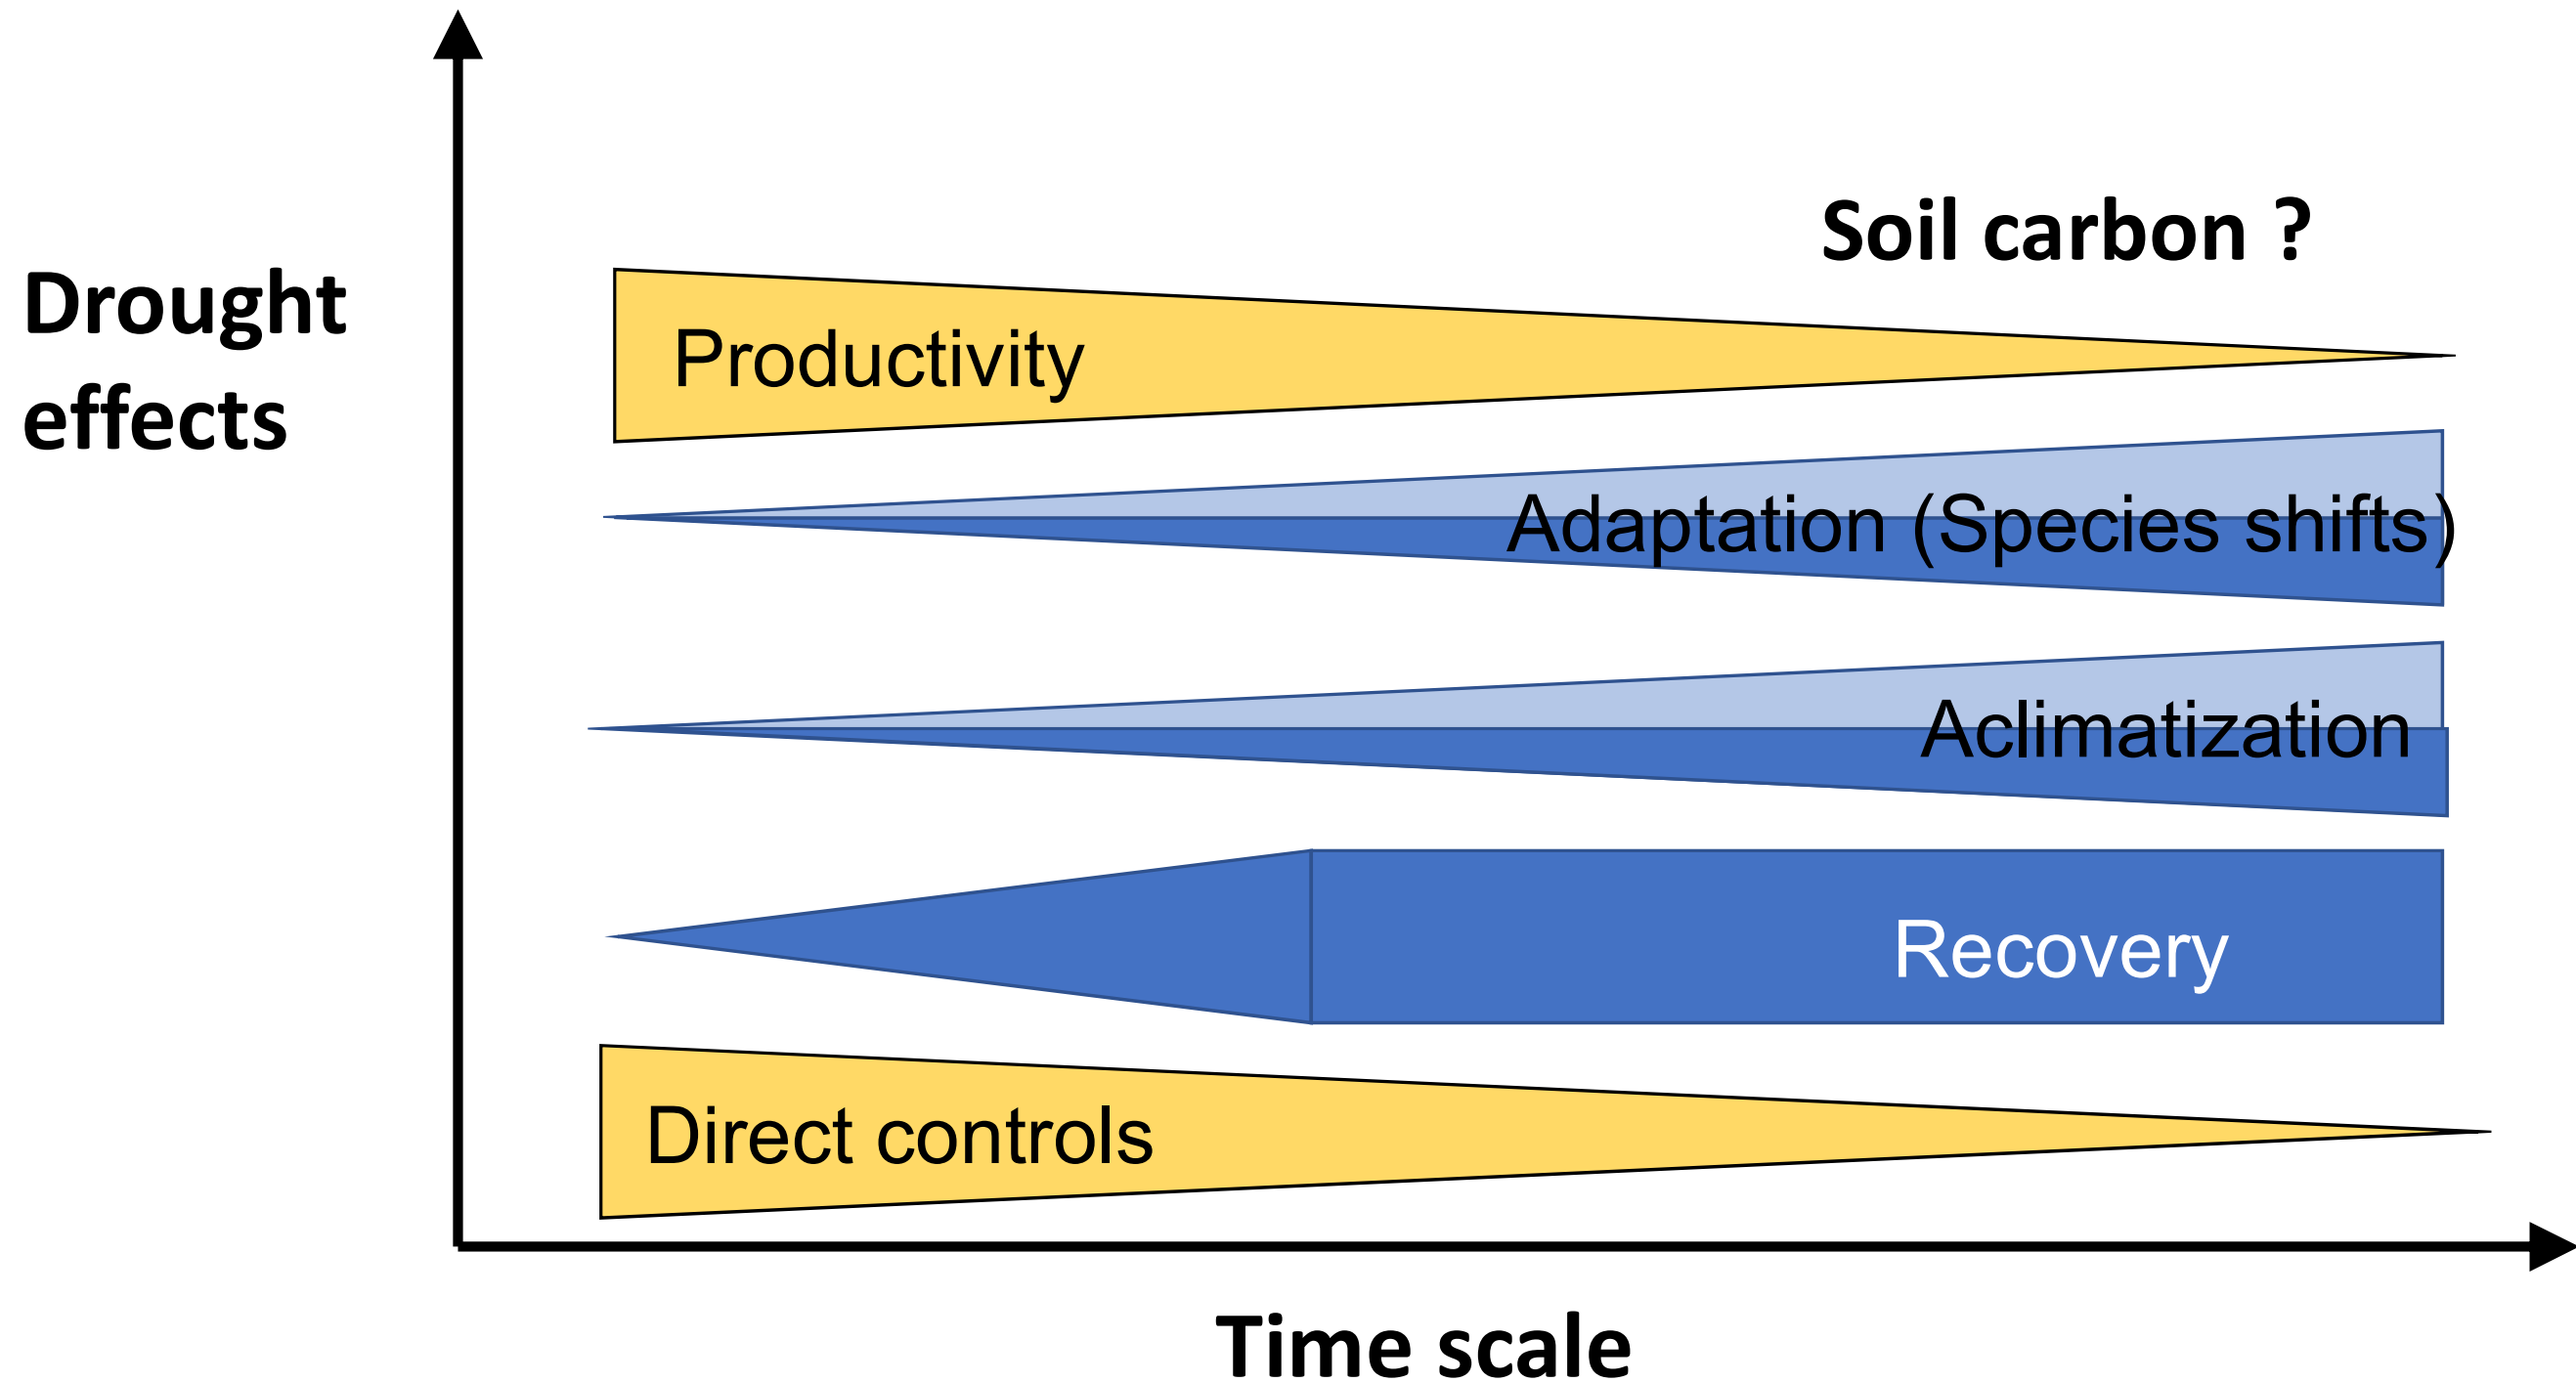 Soil carbon ?
Drought
effects
Productivity
Adaptation (Species shifts)
Aclimatization
Recovery
Direct controls
Time scale